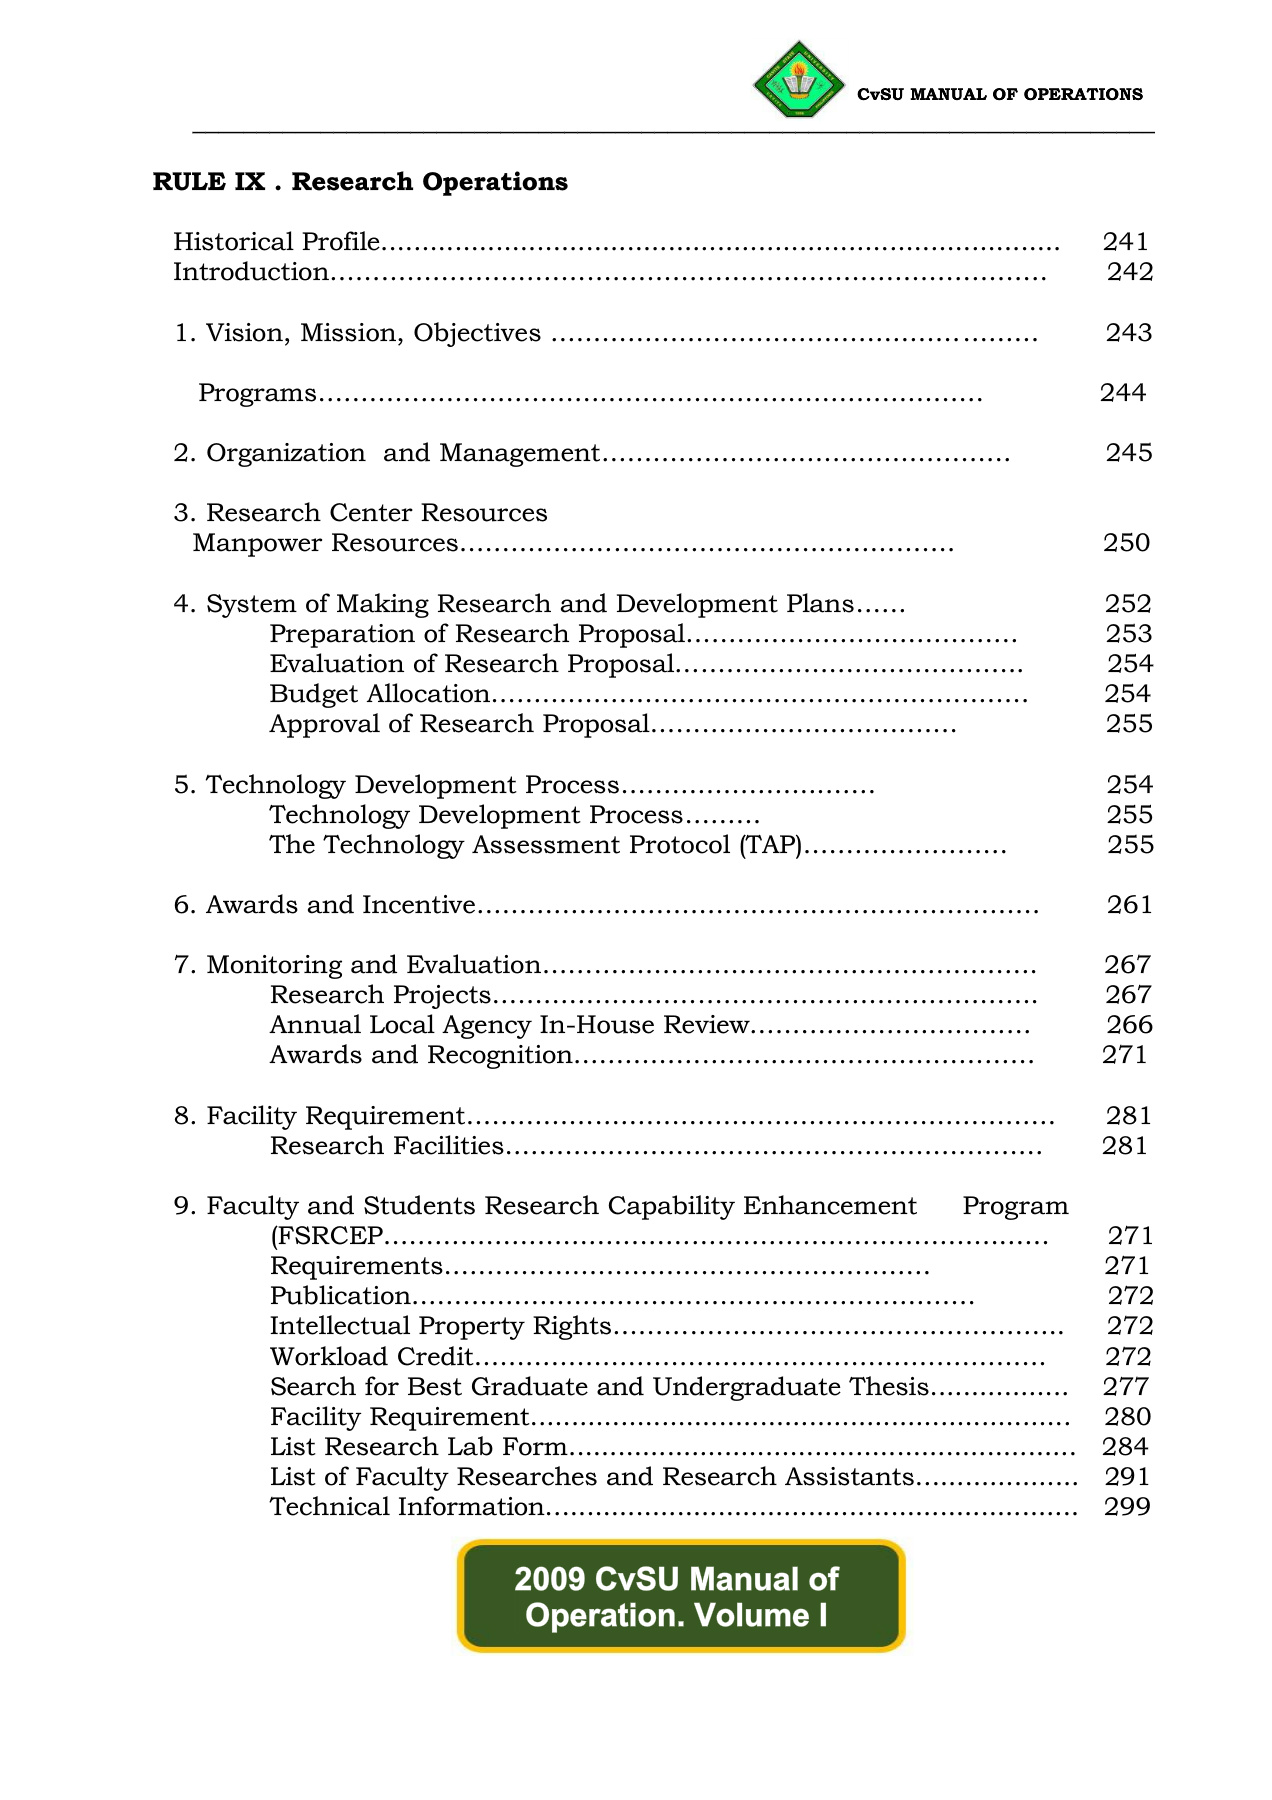 CvSU MANUAL OF OPERATIONS
RULE IX . Research Operations
Historical Profile…………………………………………………………………………. 241
Introduction……………………………………………………………………………. 242
1. Vision, Mission, Objectives …………………………………………………. 243
Programs…………………………………………………………………… 244
2. Organization and Management………………………………………… 245
3. Research Center Resources
Manpower Resources…………………………………………………. 250
4. System of Making Research and Development Plans…… 252
Preparation of Research Proposal………………………………… 253
Evaluation of Research Proposal…………………………………. 254
Budget Allocation……………………………………………………… 254
Approval of Research Proposal……………………………… 255
5. Technology Development Process………………………… 254
Technology Development Process……… 255
The Technology Assessment Protocol (TAP)…………………… 255
6. Awards and Incentive………………………………………………………… 261
7. Monitoring and Evaluation…………………………………………………. 267
Research Projects………………………………………………………. 267
Annual Local Agency In-House Review…………………………… 266
Awards and Recognition……………………………………………… 271
8. Facility Requirement…………………………………………………………… 281
Research Facilities……………………………………………………… 281
9. Faculty and Students Research Capability Enhancement Program
(FSRCEP…………………………………………………………………… 271
Requirements………………………………………………… 271
Publication………………………………………………………… 272
Intellectual Property Rights……………………………………………. 272
Workload Credit………………………………………………………… 272
Search for Best Graduate and Undergraduate Thesis……………. 277
Facility Requirement……………………………………………………… 280
List Research Lab Form…………………………………………………… 284
List of Faculty Researches and Research Assistants………………. 291
Technical Information……………………………………………………… 299
2009 CvSU Manual of
Operation. Volume I